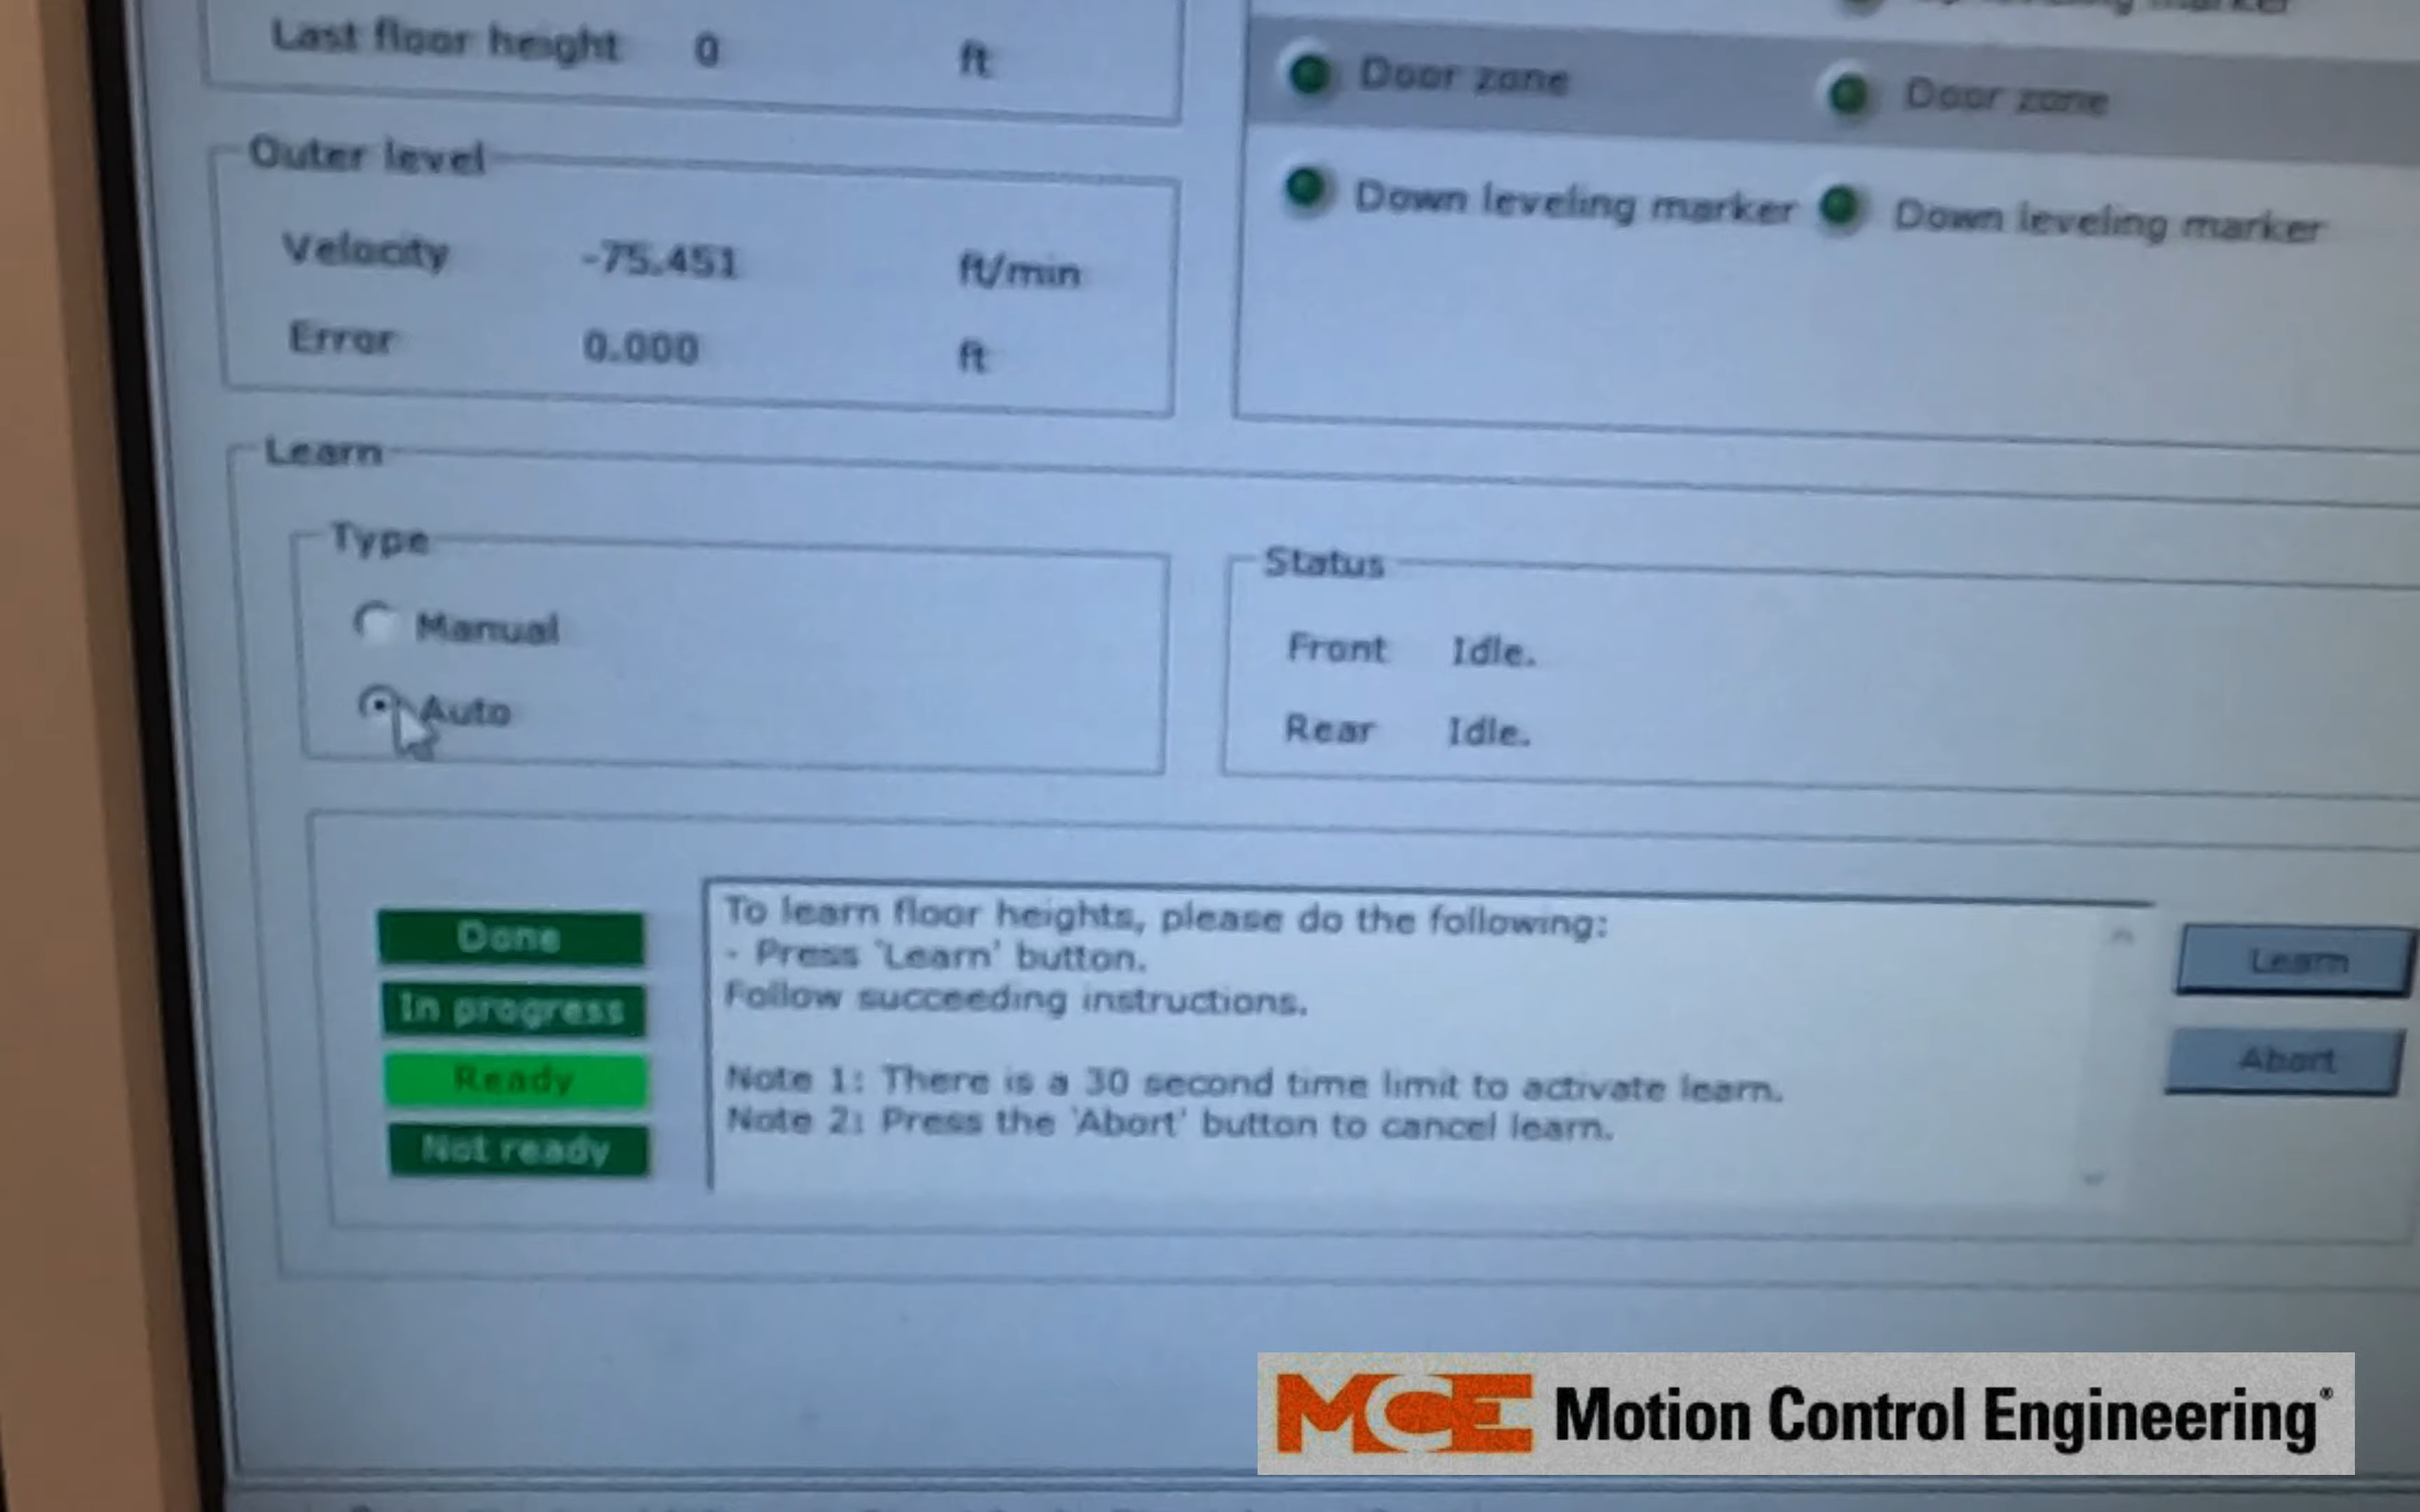 Last floor height 0 ft
Door zone Door zone
Outer level
Down leveling marker Down leveling marker
Velocity -75.451 ft/min
Error 0.000 ft
Learn
Type
Status
Manual
Front Idle.
Auto
Rear Idle.
To learn floor heights, please do the following:
Done
- Press 'Learn' button.
Learn
In progress
Follow succeeding instructions.
Ready
Note 1: There is a 30 second time limit to activate learn.
Abort
Note 2: Press the 'Abort' button to cancel learn.
Not ready
MCE Motion Control Engineering®